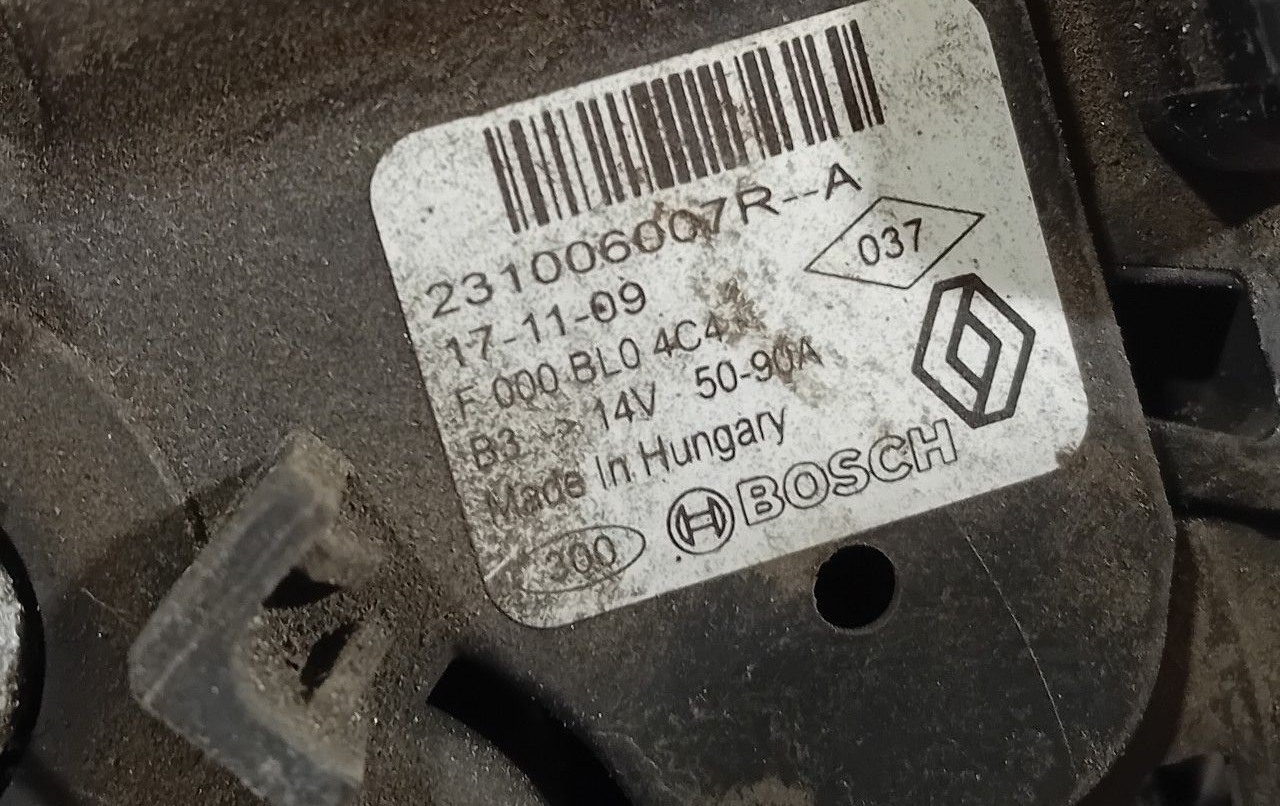 231006007R--A
037
17-11-09
F 000 BL0 4C4
B3 <> 14V 50-90A
Made In Hungary
300
BOSCH